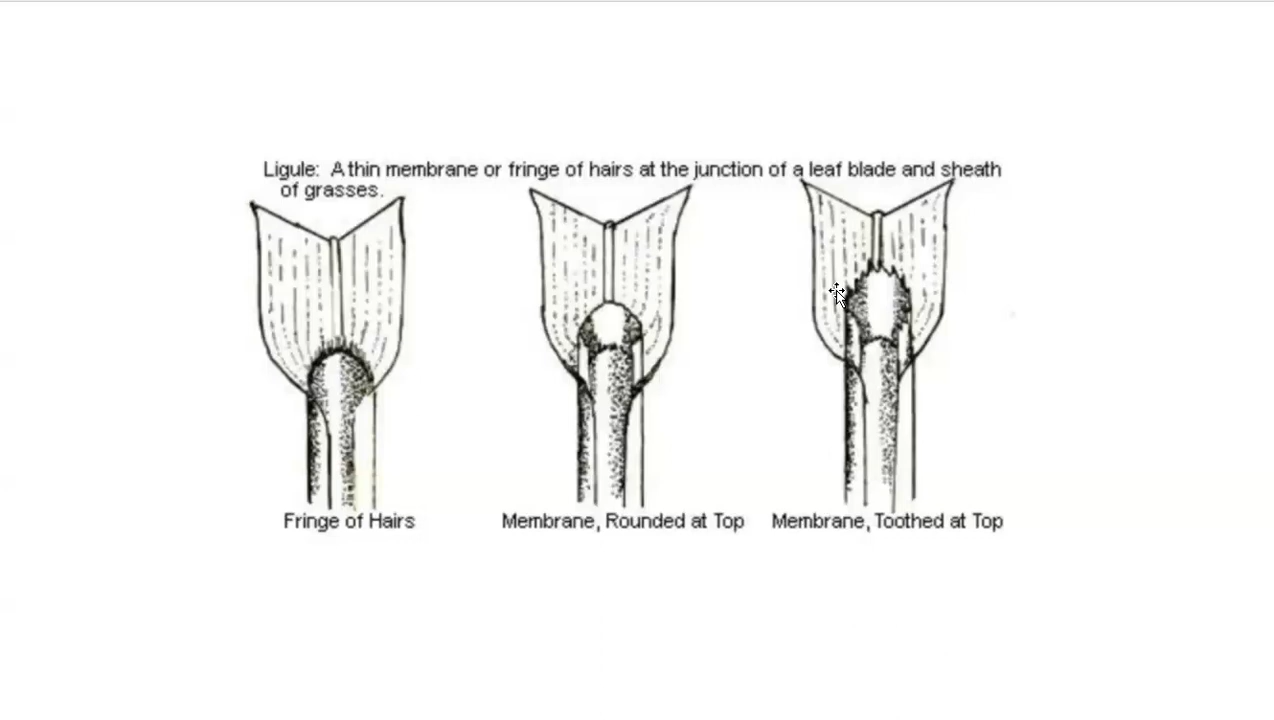 Ligule: A thin membrane or fringe of hairs at the junction of a leaf blade and sheath
of grasses.
Fringe of Hairs
Membrane, Rounded at Top
Membrane, Toothed at Top